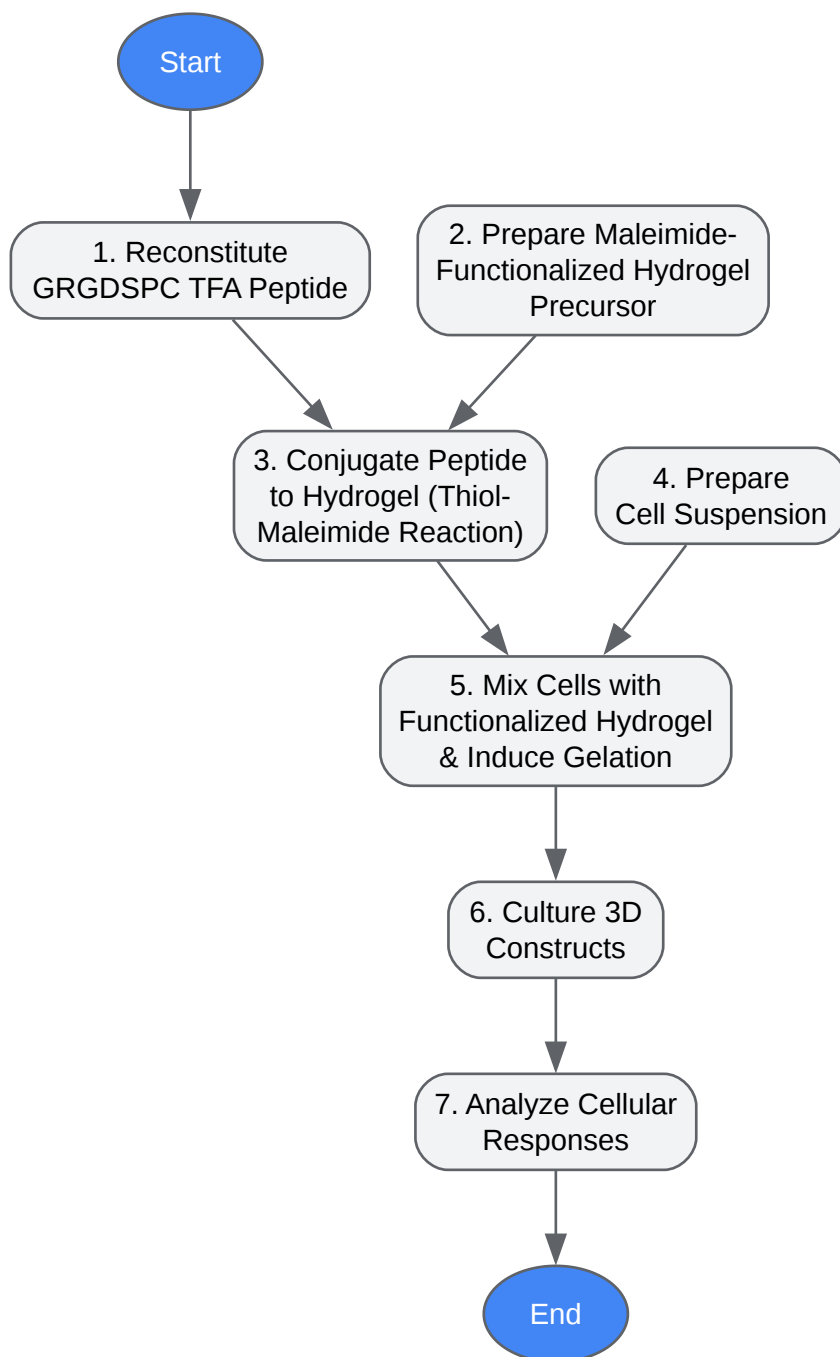 Start
1. Reconstitute
GRGDSPC TFA Peptide
2. Prepare Maleimide-
Functionalized Hydrogel
Precursor
3. Conjugate Peptide
to Hydrogel (Thiol-
Maleimide Reaction)
4. Prepare
Cell Suspension
5. Mix Cells with
Functionalized Hydrogel
& Induce Gelation
6. Culture 3D
Constructs
7. Analyze Cellular
Responses
End